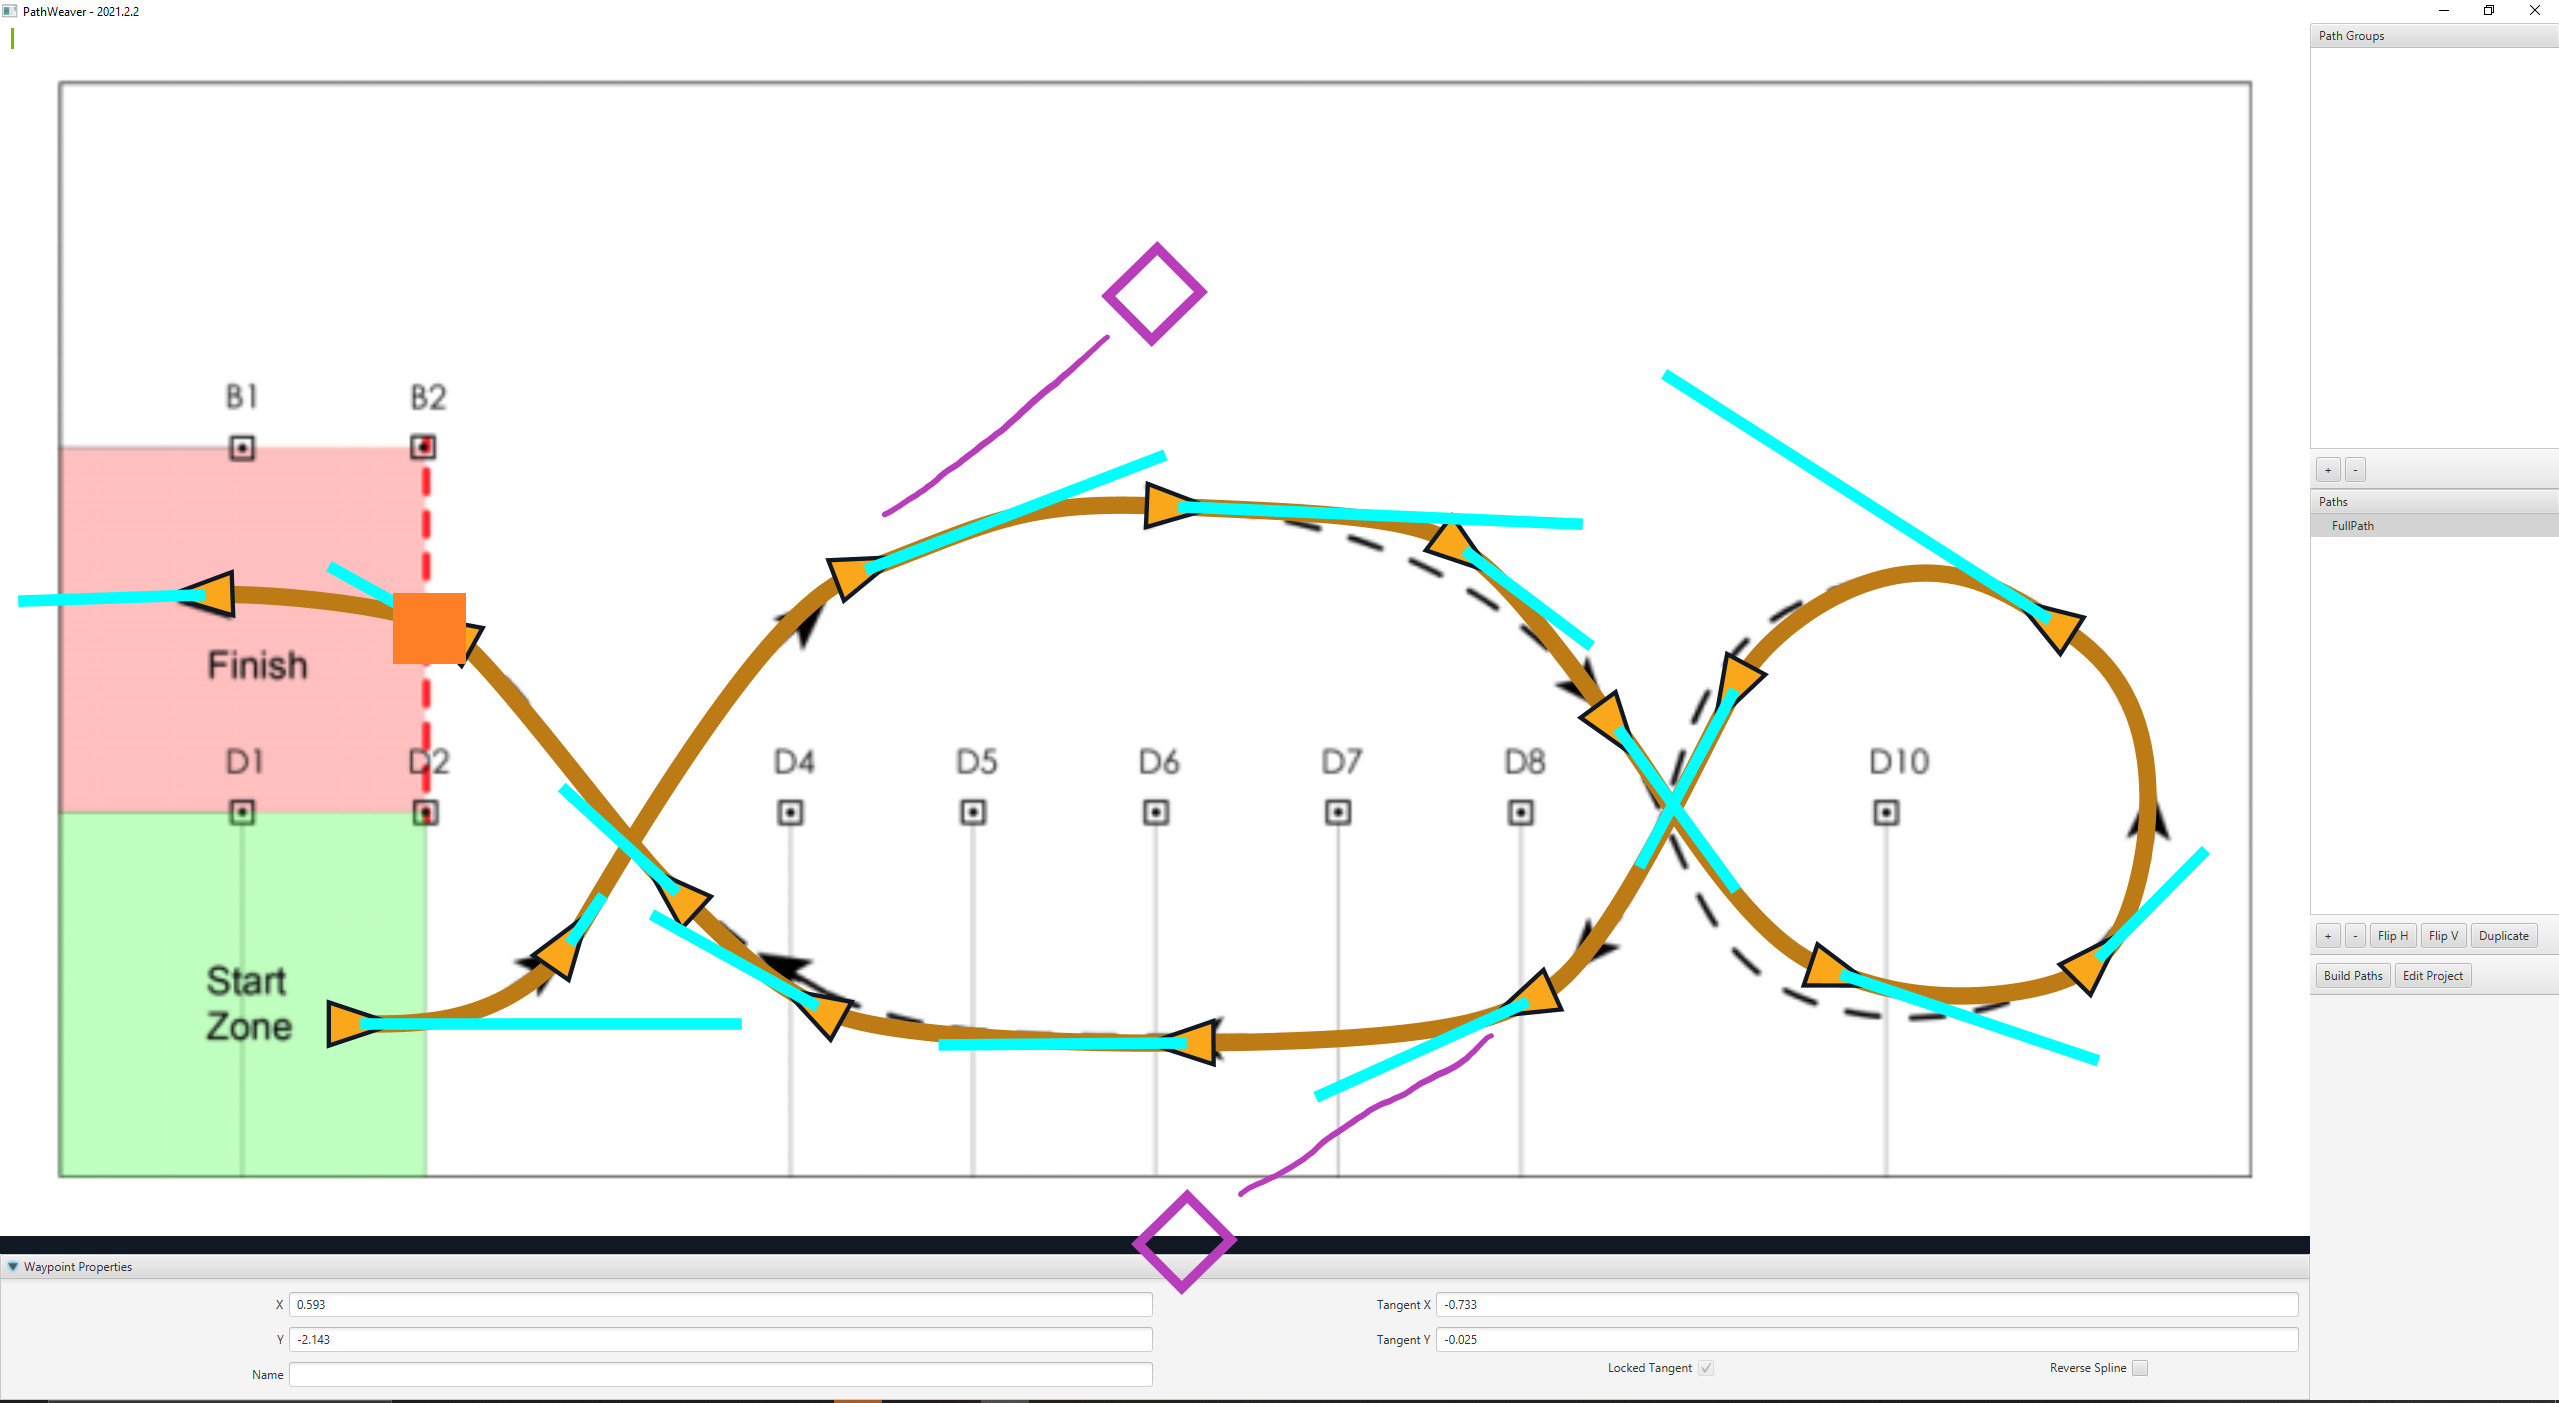 PathWeaver - 2021.2.2
Path Groups
B1 B2
+ -
Paths
FullPath
Finish
D1 D2 D4 D5 D6 D7 D8 D10
+ - Flip H Flip V Duplicate
Build Paths Edit Project
Start
Zone
Waypoint Properties
X 0.593 Tangent X -0.733
Y -2.143 Tangent Y -0.025
Name Locked Tangent Reverse Spline